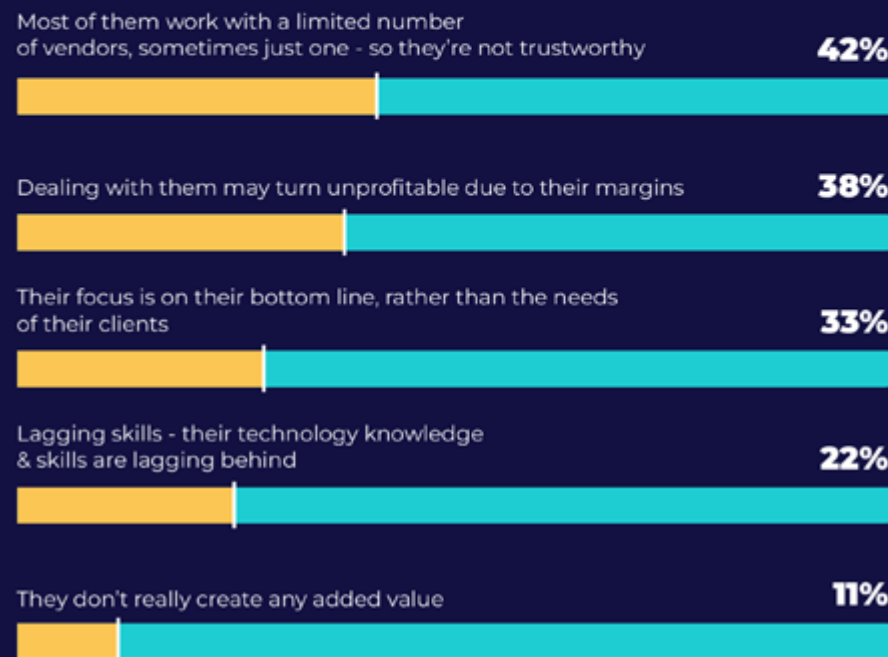 Most of them work with a limited number
of vendors, sometimes just one - so they're not trustworthy
42%
Dealing with them may turn unprofitable due to their margins
38%
Their focus is on their bottom line, rather than the needs
of their clients
33%
Lagging skills - their technology knowledge
& skills are lagging behind
22%
They don't really create any added value
11%